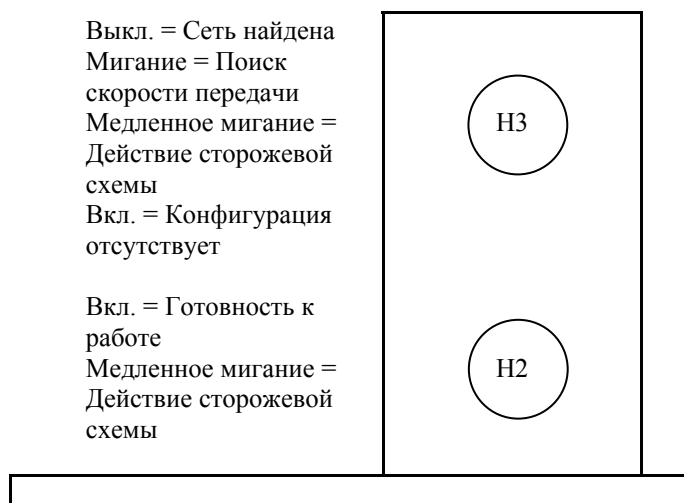 Выкл. = Сеть найдена
Мигание = Поиск
скорости передачи
Медленное мигание =
Действие сторожевой
схемы
Вкл. = Конфигурация
отсутствует
H3
Вкл. = Готовность к
работе
Медленное мигание =
Действие сторожевой
схемы
H2